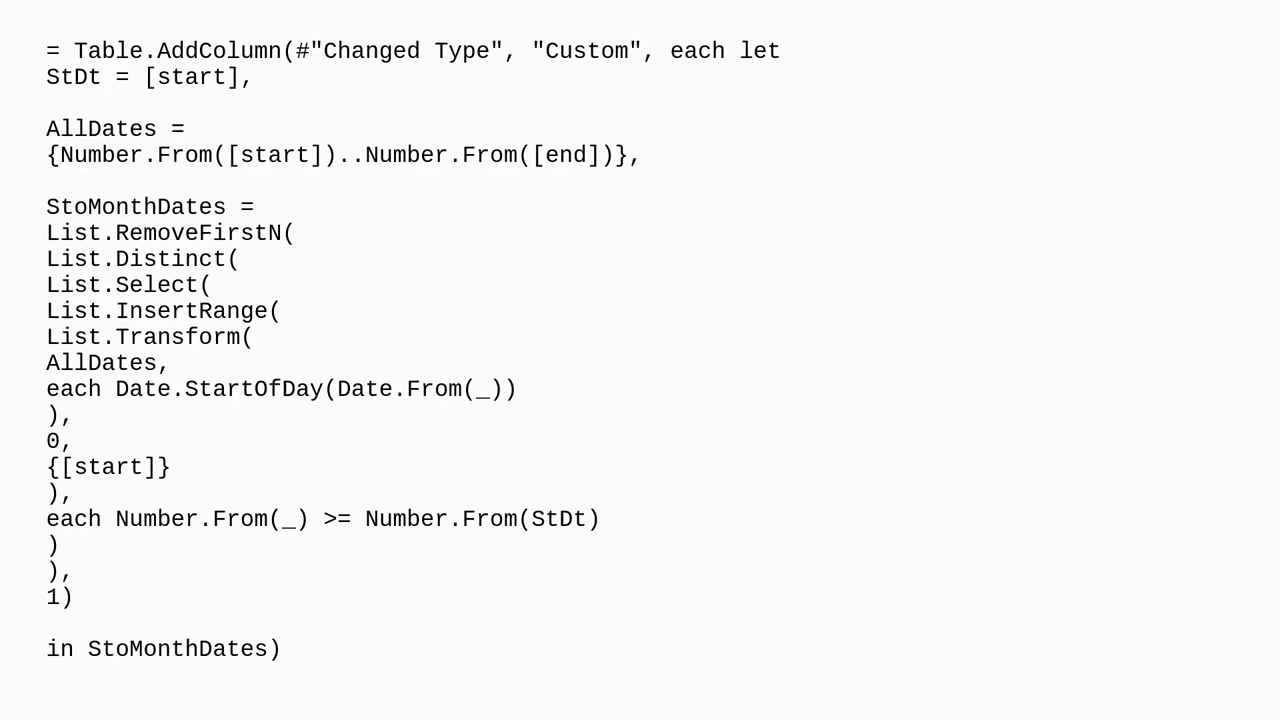 = Table.AddColumn(#"Changed Type", "Custom", each let
StDt = [start],
AllDates =
{Number.From([start])..Number.From([end])},
StoMonthDates =
List.RemoveFirstN(
List.Distinct(
List.Select(
List.InsertRange(
List.Transform(
AllDates,
each Date.StartOfDay(Date.From(_))
),
0,
{[start]}
),
each Number.From(_) >= Number.From(StDt)
)
),
1)
in StoMonthDates)